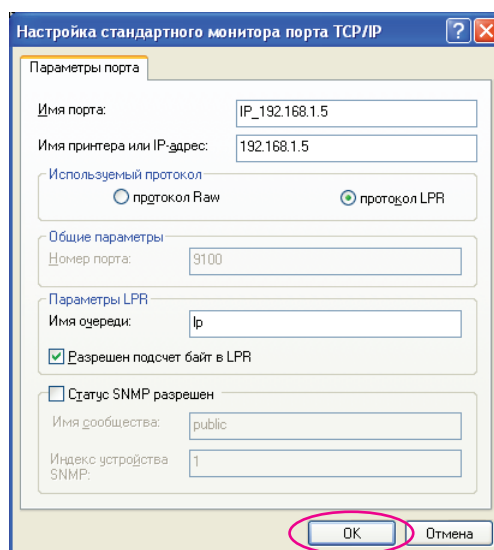 Настройка стандартного монитора порта TCP/IP
Параметры порта
Имя порта: IP_192.168.1.5
Имя принтера или IP-адрес: 192.168.1.5
Используемый протокол
протокол Raw протокол LPR
Общие параметры
Номер порта: 9100
Параметры LPR
Имя очереди: lp
Разрешен подсчет байт в LPR
Статус SNMP разрешен
Имя сообщества: public
Индекс устройства SNMP: 1
OK Отмена